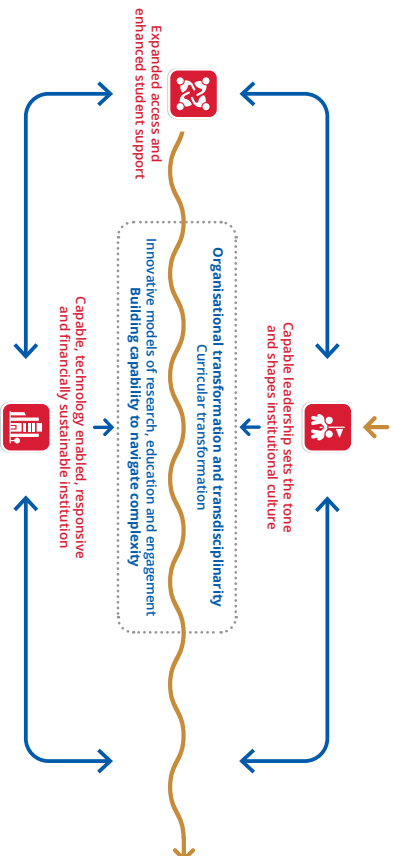 Capable leadership sets the tone
and shapes institutional culture
Expanded access and
enhanced student support
Organisational transformation and transdisciplinarity
Curricular transformation
Innovative models of research, education and engagement
Building capability to navigate complexity
Capable, technology enabled, responsive
and financially sustainable institution